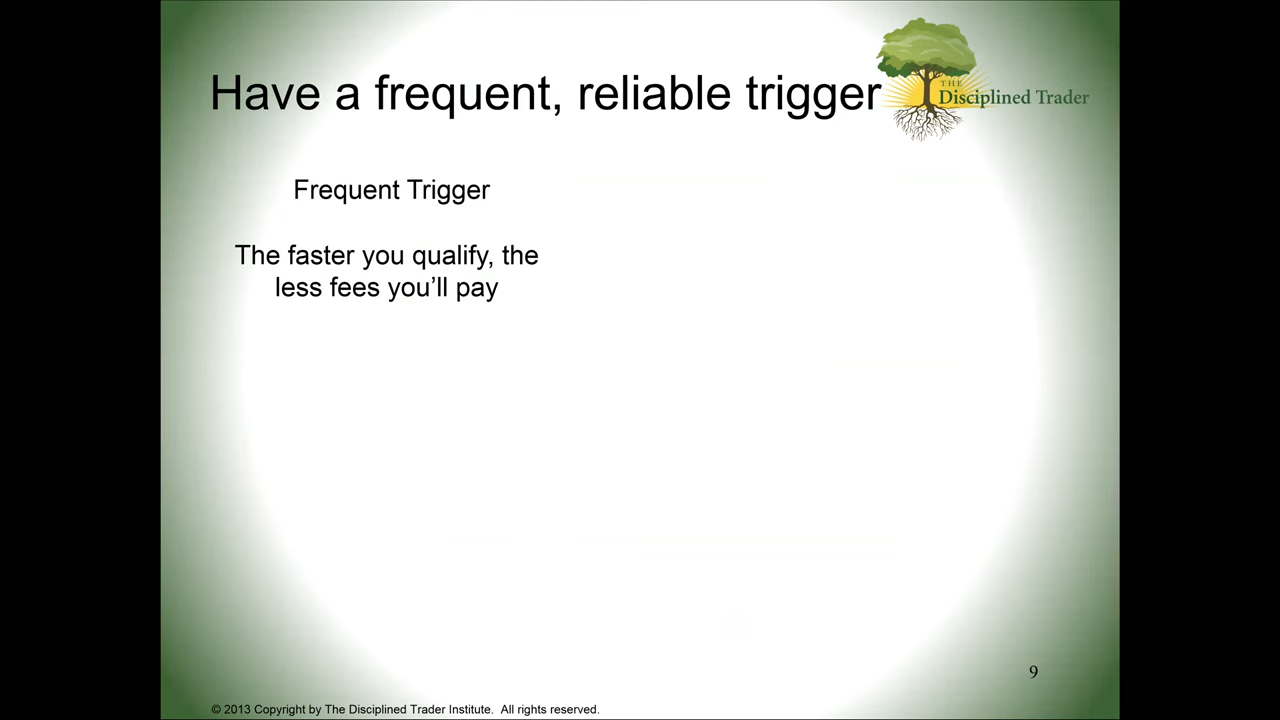 Have a frequent, reliable trigger
THE
Disciplined Trader
Frequent Trigger
The faster you qualify, the
less fees you’ll pay
9
© 2013 Copyright by The Disciplined Trader Institute.  All rights reserved.